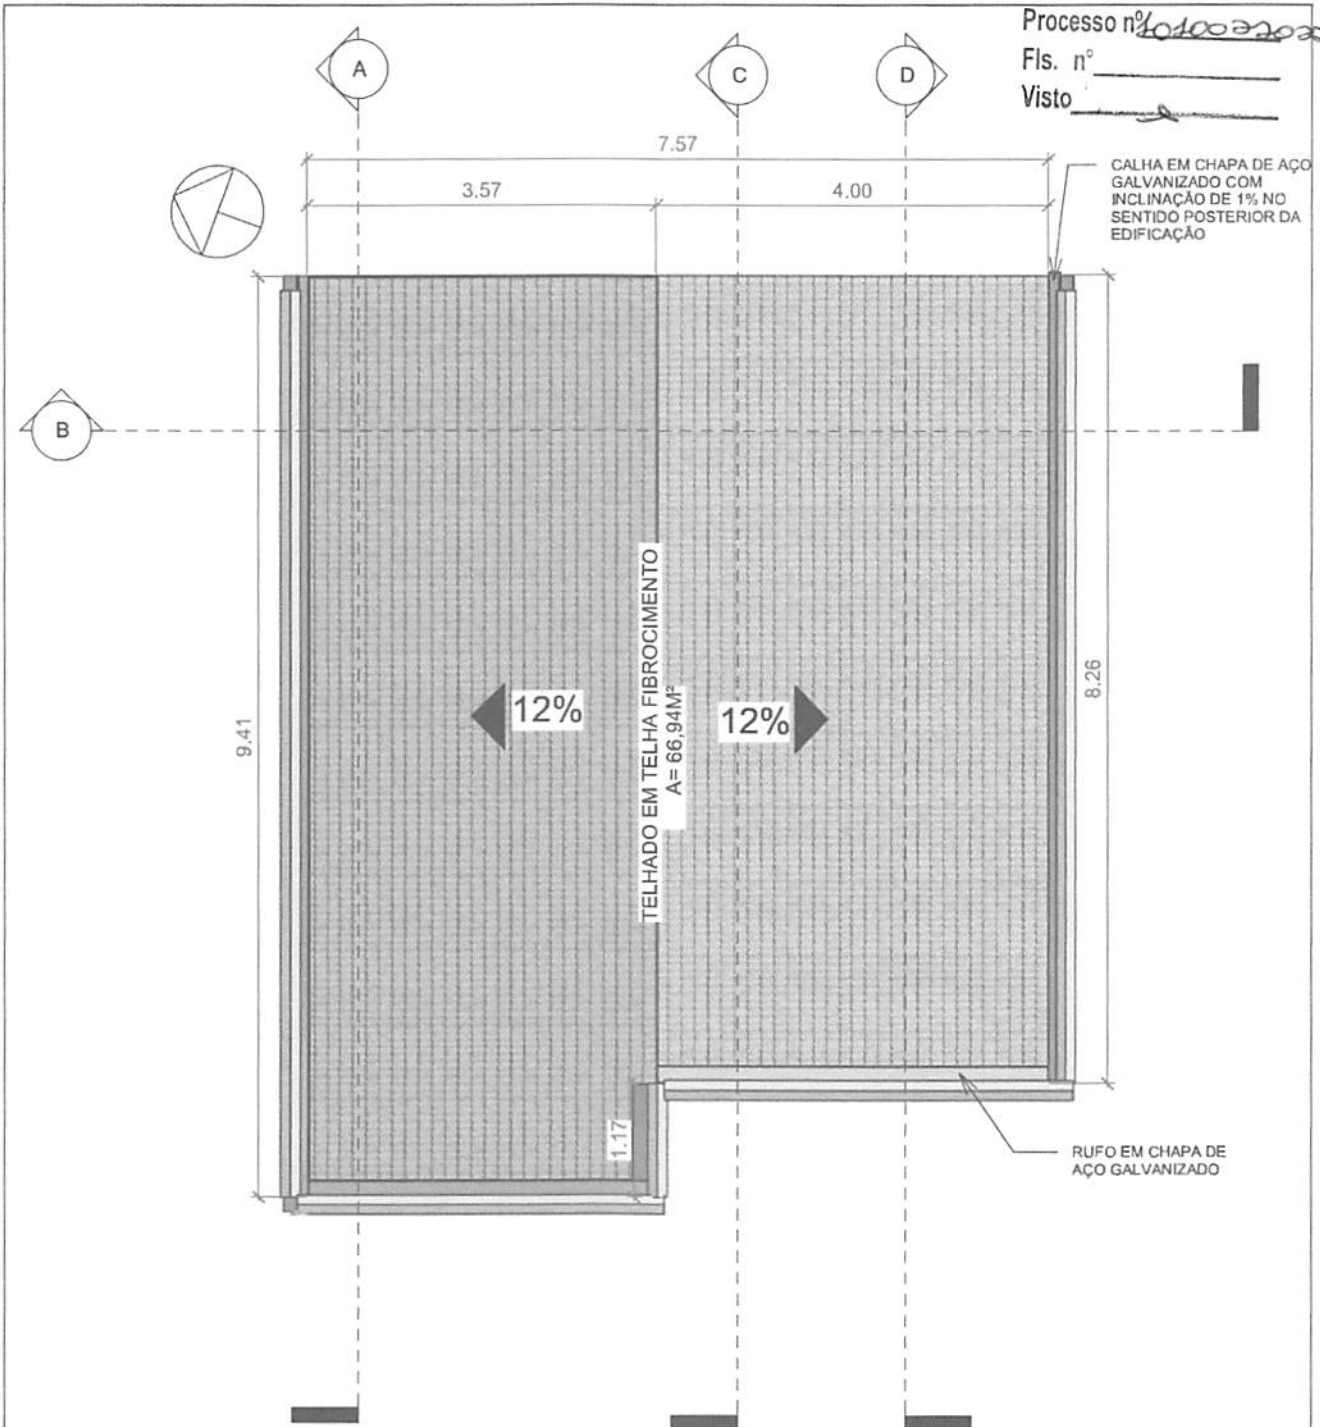 Processo nº
Fls. nº
Visto
A
C
D
7.57
3.57
4.00
CALHA EM CHAPA DE AÇO
GALVANIZADO COM
INCLINAÇÃO DE 1% NO
SENTIDO POSTERIOR DA
EDIFICAÇÃO
B
TELHADO EM TELHA FIBROCIMENTO
A= 66,94M²
12%
12%
9.41
8.26
1.17
RUFO EM CHAPA DE
AÇO GALVANIZADO